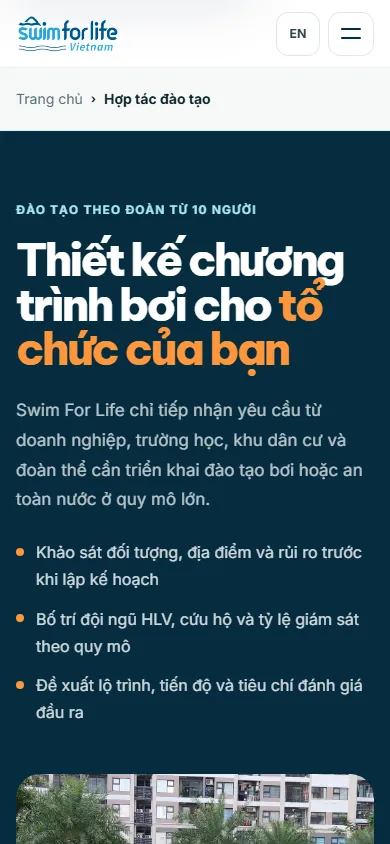 swimforlife
Vietnam
EN
Trang chủ › Hợp tác đào tạo
ĐÀO TẠO THEO ĐOÀN TỪ 10 NGƯỜI
Thiết kế chương
trình bơi cho tổ
chức của bạn
Swim For Life chỉ tiếp nhận yêu cầu từ
doanh nghiệp, trường học, khu dân cư và
đoàn thể cần triển khai đào tạo bơi hoặc an
toàn nước ở quy mô lớn.
Khảo sát đối tượng, địa điểm và rủi ro trước
khi lập kế hoạch
Bố trí đội ngũ HLV, cứu hộ và tỷ lệ giám sát
theo quy mô
Đề xuất lộ trình, tiến độ và tiêu chí đánh giá
đầu ra